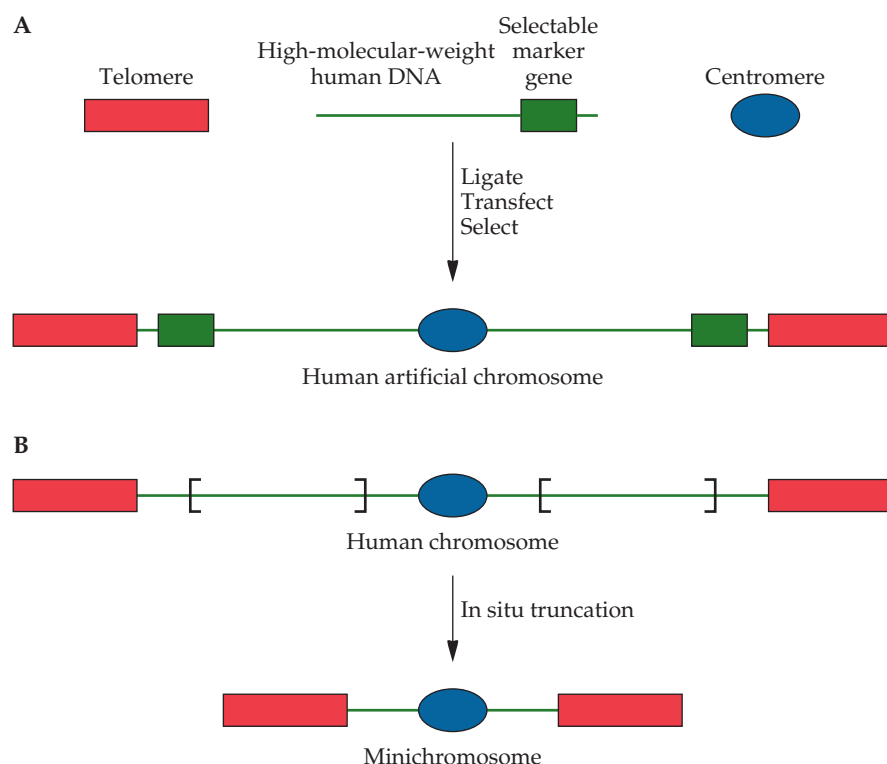 A
Telomere
High-molecular-weight
human DNA
Selectable
marker
gene
Centromere
Ligate
Transfect
Select
Human artificial chromosome
B
Human chromosome
In situ truncation
Minichromosome